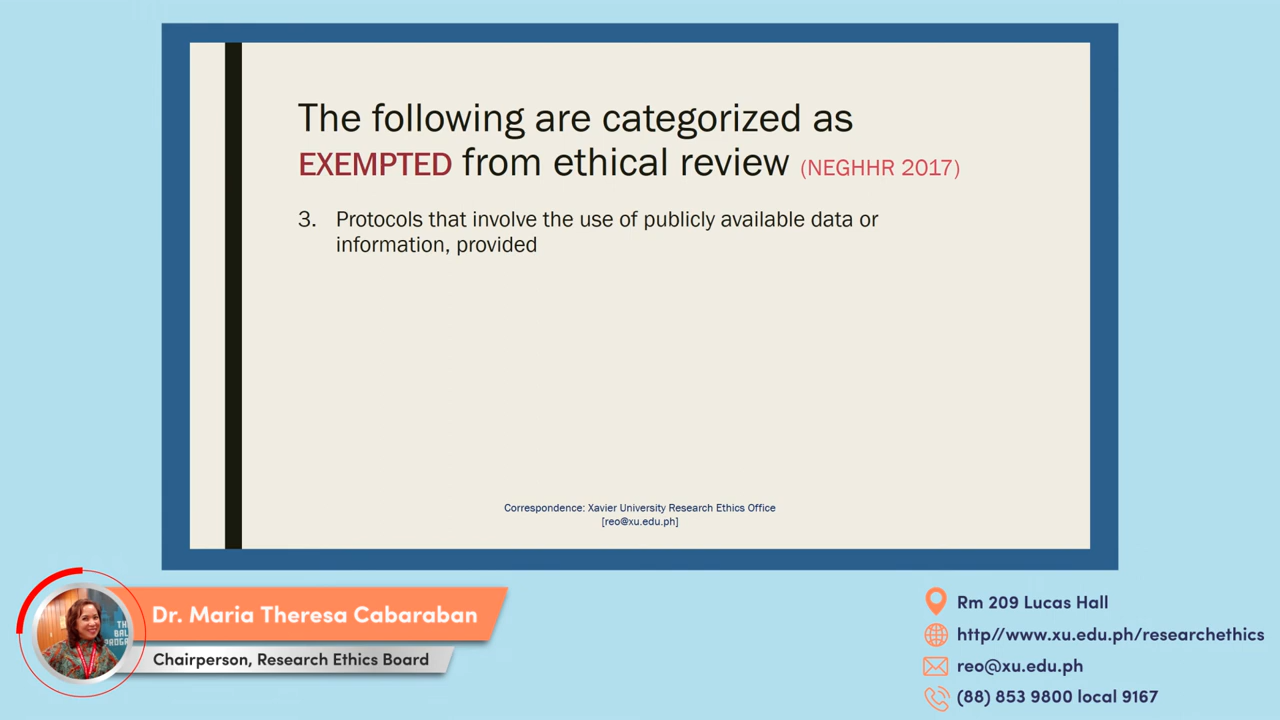 The following are categorized as
EXEMPTED from ethical review (NEGHHR 2017)
3. Protocols that involve the use of publicly available data or
information, provided
Correspondence: Xavier University Research Ethics Office
[reo@xu.edu.ph]
Dr. Maria Theresa Cabaraban
Chairperson, Research Ethics Board
Rm 209 Lucas Hall
http//www.xu.edu.ph/researchethics
reo@xu.edu.ph
(88) 853 9800 local 9167